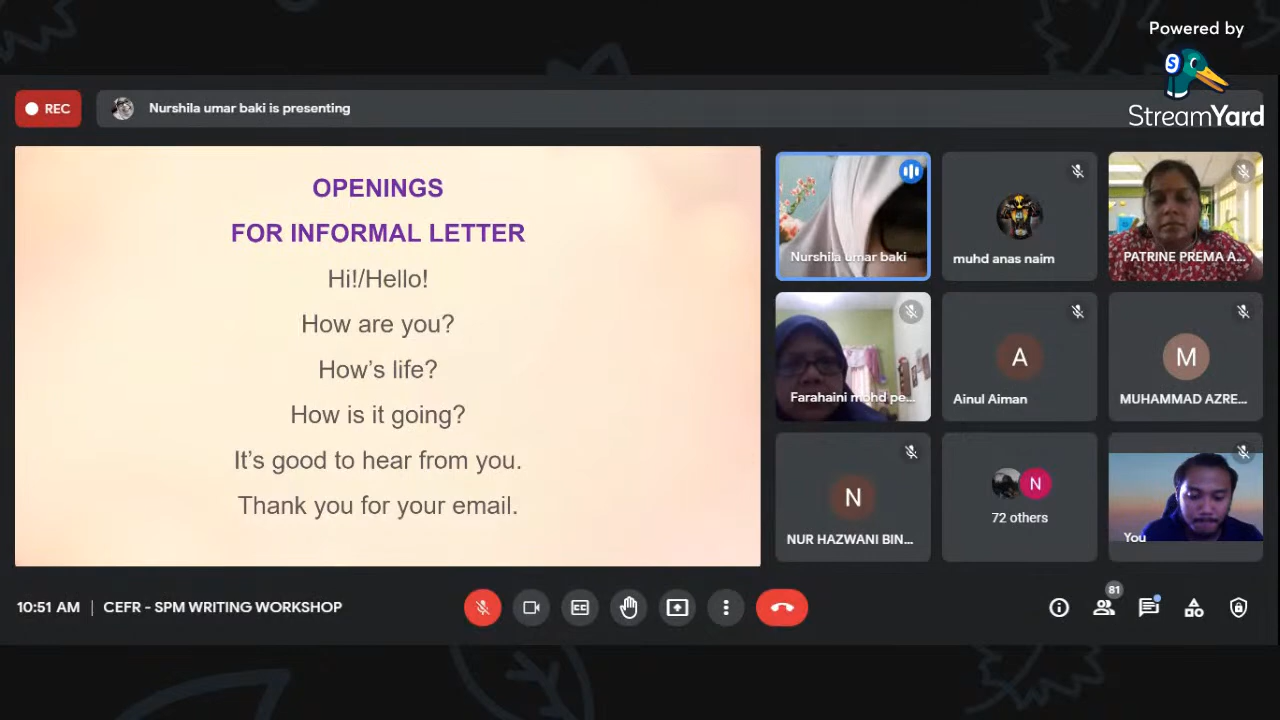 Powered by
StreamYard
REC
Nurshila umar baki is presenting
OPENINGS
FOR INFORMAL LETTER
Hi!/Hello!
How are you?
How's life?
How is it going?
It's good to hear from you.
Thank you for your email.
Nurshila umar baki
muhd anas naim
PATRINE PREMA A...
Farahaini mohd pe...
A
Ainul Aiman
M
MUHAMMAD AZRE...
N
NUR HAZWANI BIN...
N
72 others
You
10:51 AM | CEFR - SPM WRITING WORKSHOP
81